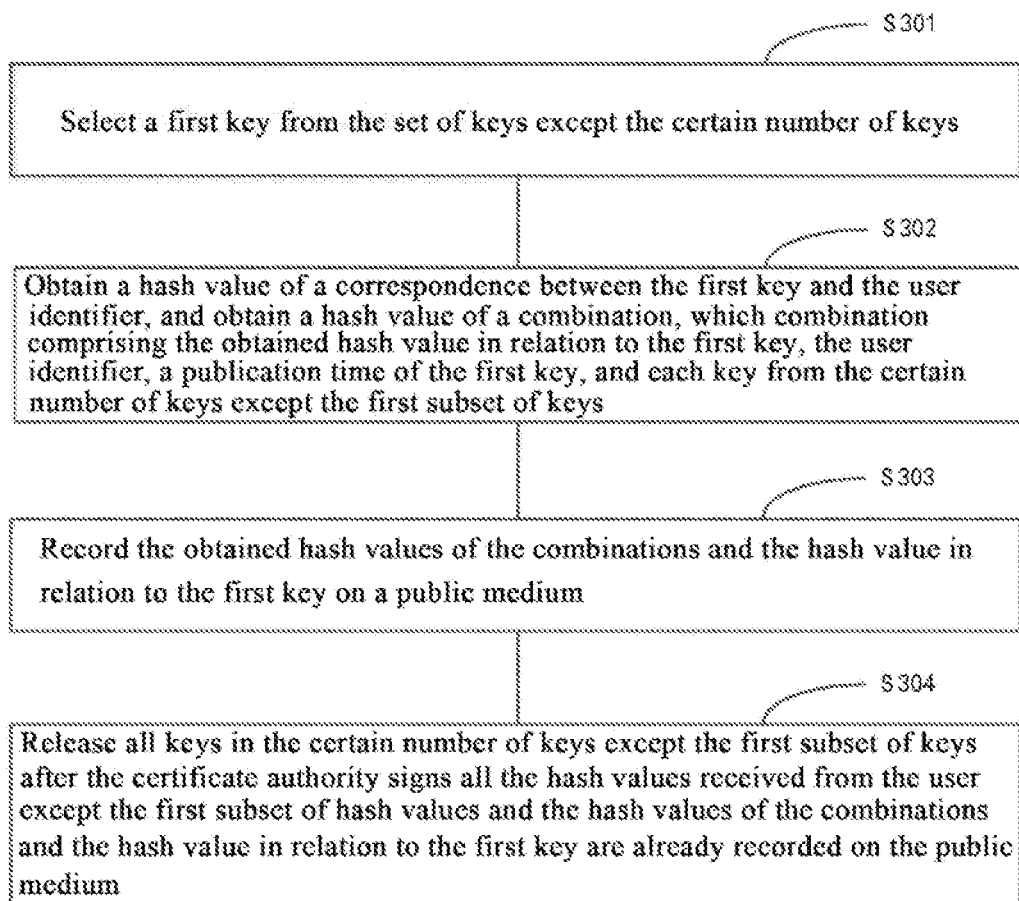 S301
Select a first key from the set of keys except the certain number of keys
S302
Obtain a hash value of a correspondence between the first key and the user
identifier, and obtain a hash value of a combination, which combination
comprising the obtained hash value in relation to the first key, the user
identifier, a publication time of the first key, and each key from the certain
number of keys except the first subset of keys
S303
Record the obtained hash values of the combinations and the hash value in
relation to the first key on a public medium
S304
Release all keys in the certain number of keys except the first subset of keys
after the certificate authority signs all the hash values received from the user
except the first subset of hash values and the hash values of the combinations
and the hash value in relation to the first key are already recorded on the public
medium